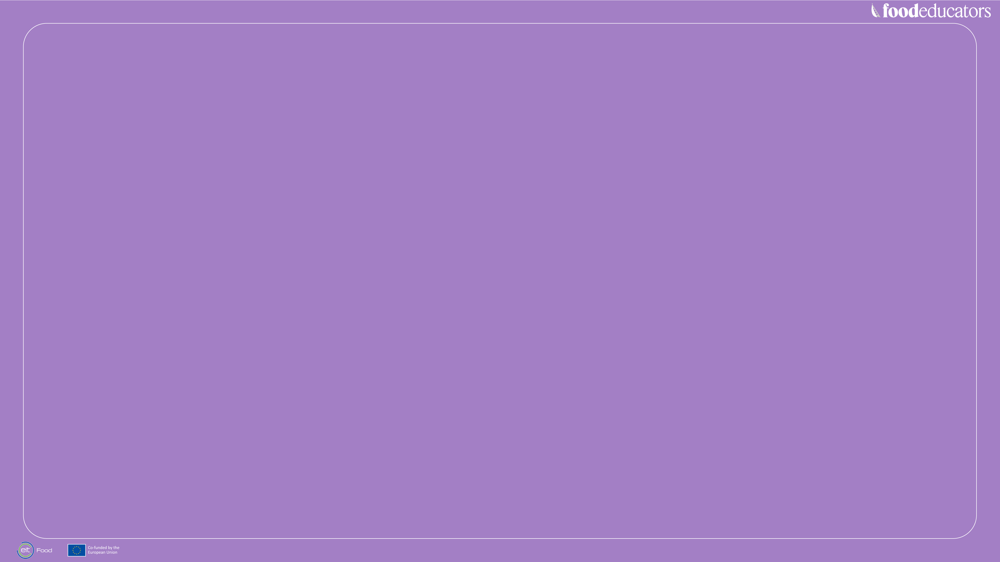 foodeducators
eit Food
Co-funded by the
European Union